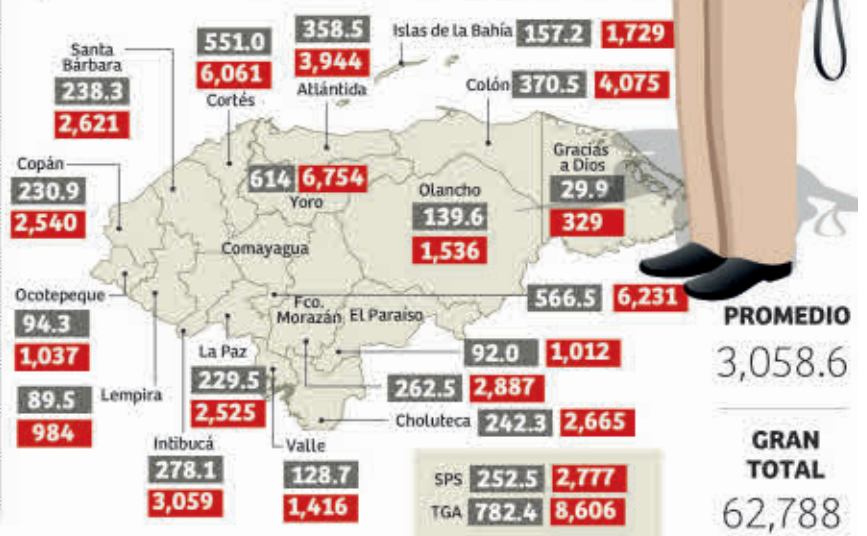 Santa
Bárbara
238.3
2,621
551.0
6,061
Cortés
358.5
3,944
Atlántida
Islas de la Bahía 157.2 1,729
Colón 370.5 4,075
Copán
230.9
2,540
614 6,754
Yoro
Olancho
139.6
1,536
Gracias
a Dios
29.9
329
Comayagua
566.5 6,231
Ocotepeque
94.3
1,037
Fco.
Morazán
El Paraíso
92.0 1,012
262.5 2,887
La Paz
229.5
2,525
Lempira
89.5
984
Choluteca 242.3 2,665
Intibucá
278.1
3,059
Valle
128.7
1,416
SPS 252.5 2,777
TGA 782.4 8,606
PROMEDIO
3,058.6
GRAN
TOTAL
62,788